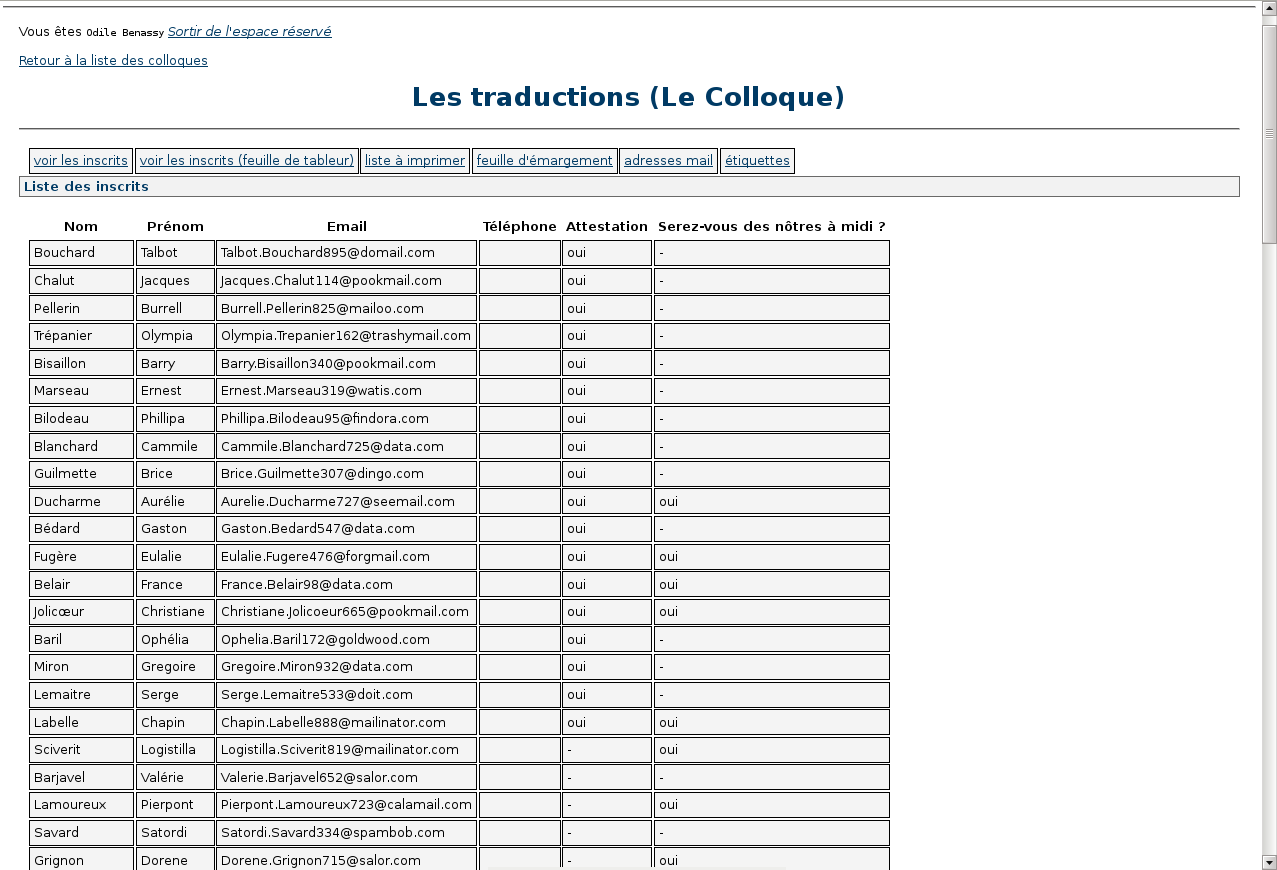 Vous êtes Odile Benassy Sortir de l'espace réservé
Retour à la liste des colloques
Les traductions (Le Colloque)
voir les inscrits voir les inscrits (feuille de tableur) liste à imprimer feuille d'émargement adresses mail étiquettes
Liste des inscrits
Nom Prénom Email Téléphone Attestation Serez-vous des nôtres à midi ?
Bouchard Talbot Talbot.Bouchard895@domail.com oui -
Chalut Jacques Jacques.Chalut114@pookmail.com oui -
Pellerin Burrell Burrell.Pellerin825@mailoo.com oui -
Trépanier Olympia Olympia.Trepanier162@trashymail.com oui -
Bisaillon Barry Barry.Bisaillon340@pookmail.com oui -
Marseau Ernest Ernest.Marseau319@watis.com oui -
Bilodeau Phillipa Phillipa.Bilodeau95@findora.com oui -
Blanchard Cammile Cammile.Blanchard725@data.com oui -
Guilmette Brice Brice.Guilmette307@dingo.com oui -
Ducharme Aurélie Aurelie.Ducharme727@seemail.com oui oui
Bédard Gaston Gaston.Bedard547@data.com oui -
Fugère Eulalie Eulalie.Fugere476@forgmail.com oui oui
Belair France France.Belair98@data.com oui oui
Jolicœur Christiane Christiane.Jolicoeur665@pookmail.com oui oui
Baril Ophélia Ophelia.Baril172@goldwood.com oui -
Miron Gregoire Gregoire.Miron932@data.com oui -
Lemaitre Serge Serge.Lemaitre533@doit.com oui -
Labelle Chapin Chapin.Labelle888@mailinator.com oui oui
Sciverit Logistilla Logistilla.Sciverit819@mailinator.com - oui
Barjavel Valérie Valerie.Barjavel652@salor.com - -
Lamoureux Pierpont Pierpont.Lamoureux723@calamail.com - oui
Savard Satordi Satordi.Savard334@spambob.com - -
Grignon Dorene Dorene.Grignon715@salor.com - oui